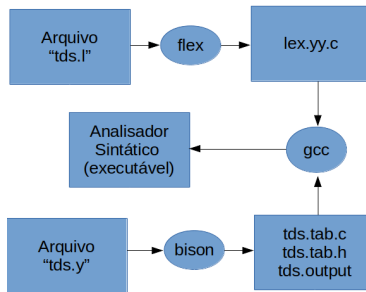 Arquivo
“tds.l”
flex
lex.yy.c
Analisador
Sintático
(executável)
gcc
Arquivo
“tds.y”
bison
tds.tab.c
tds.tab.h
tds.output